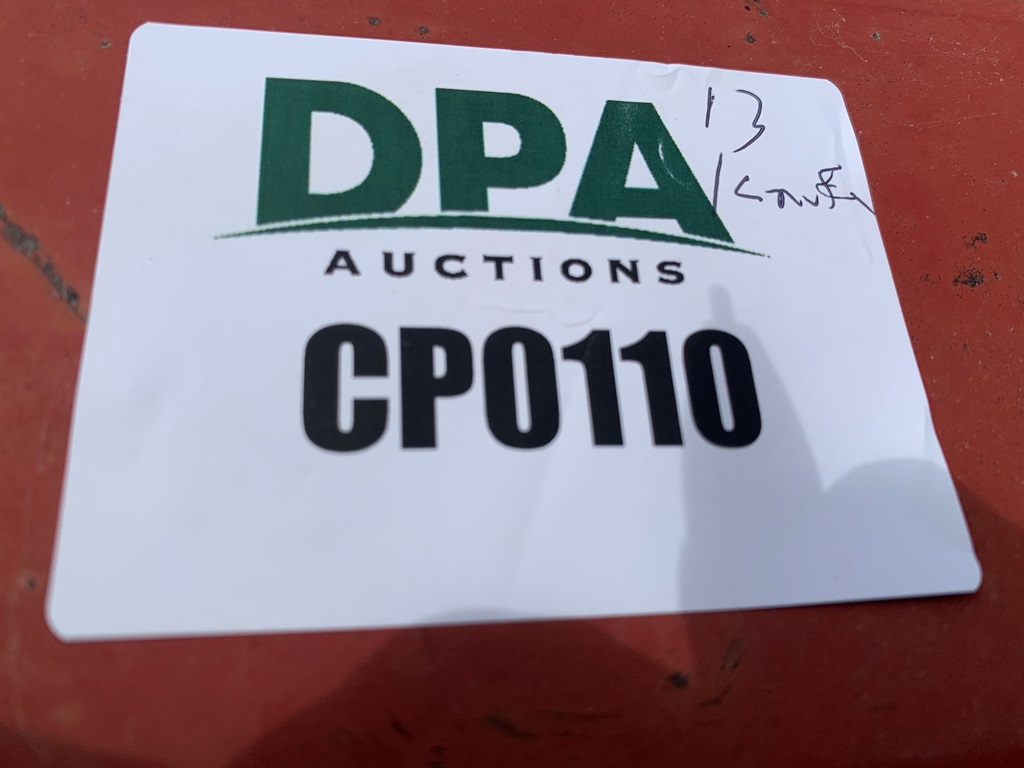 DPA
13
AUCTIONS
CP0110